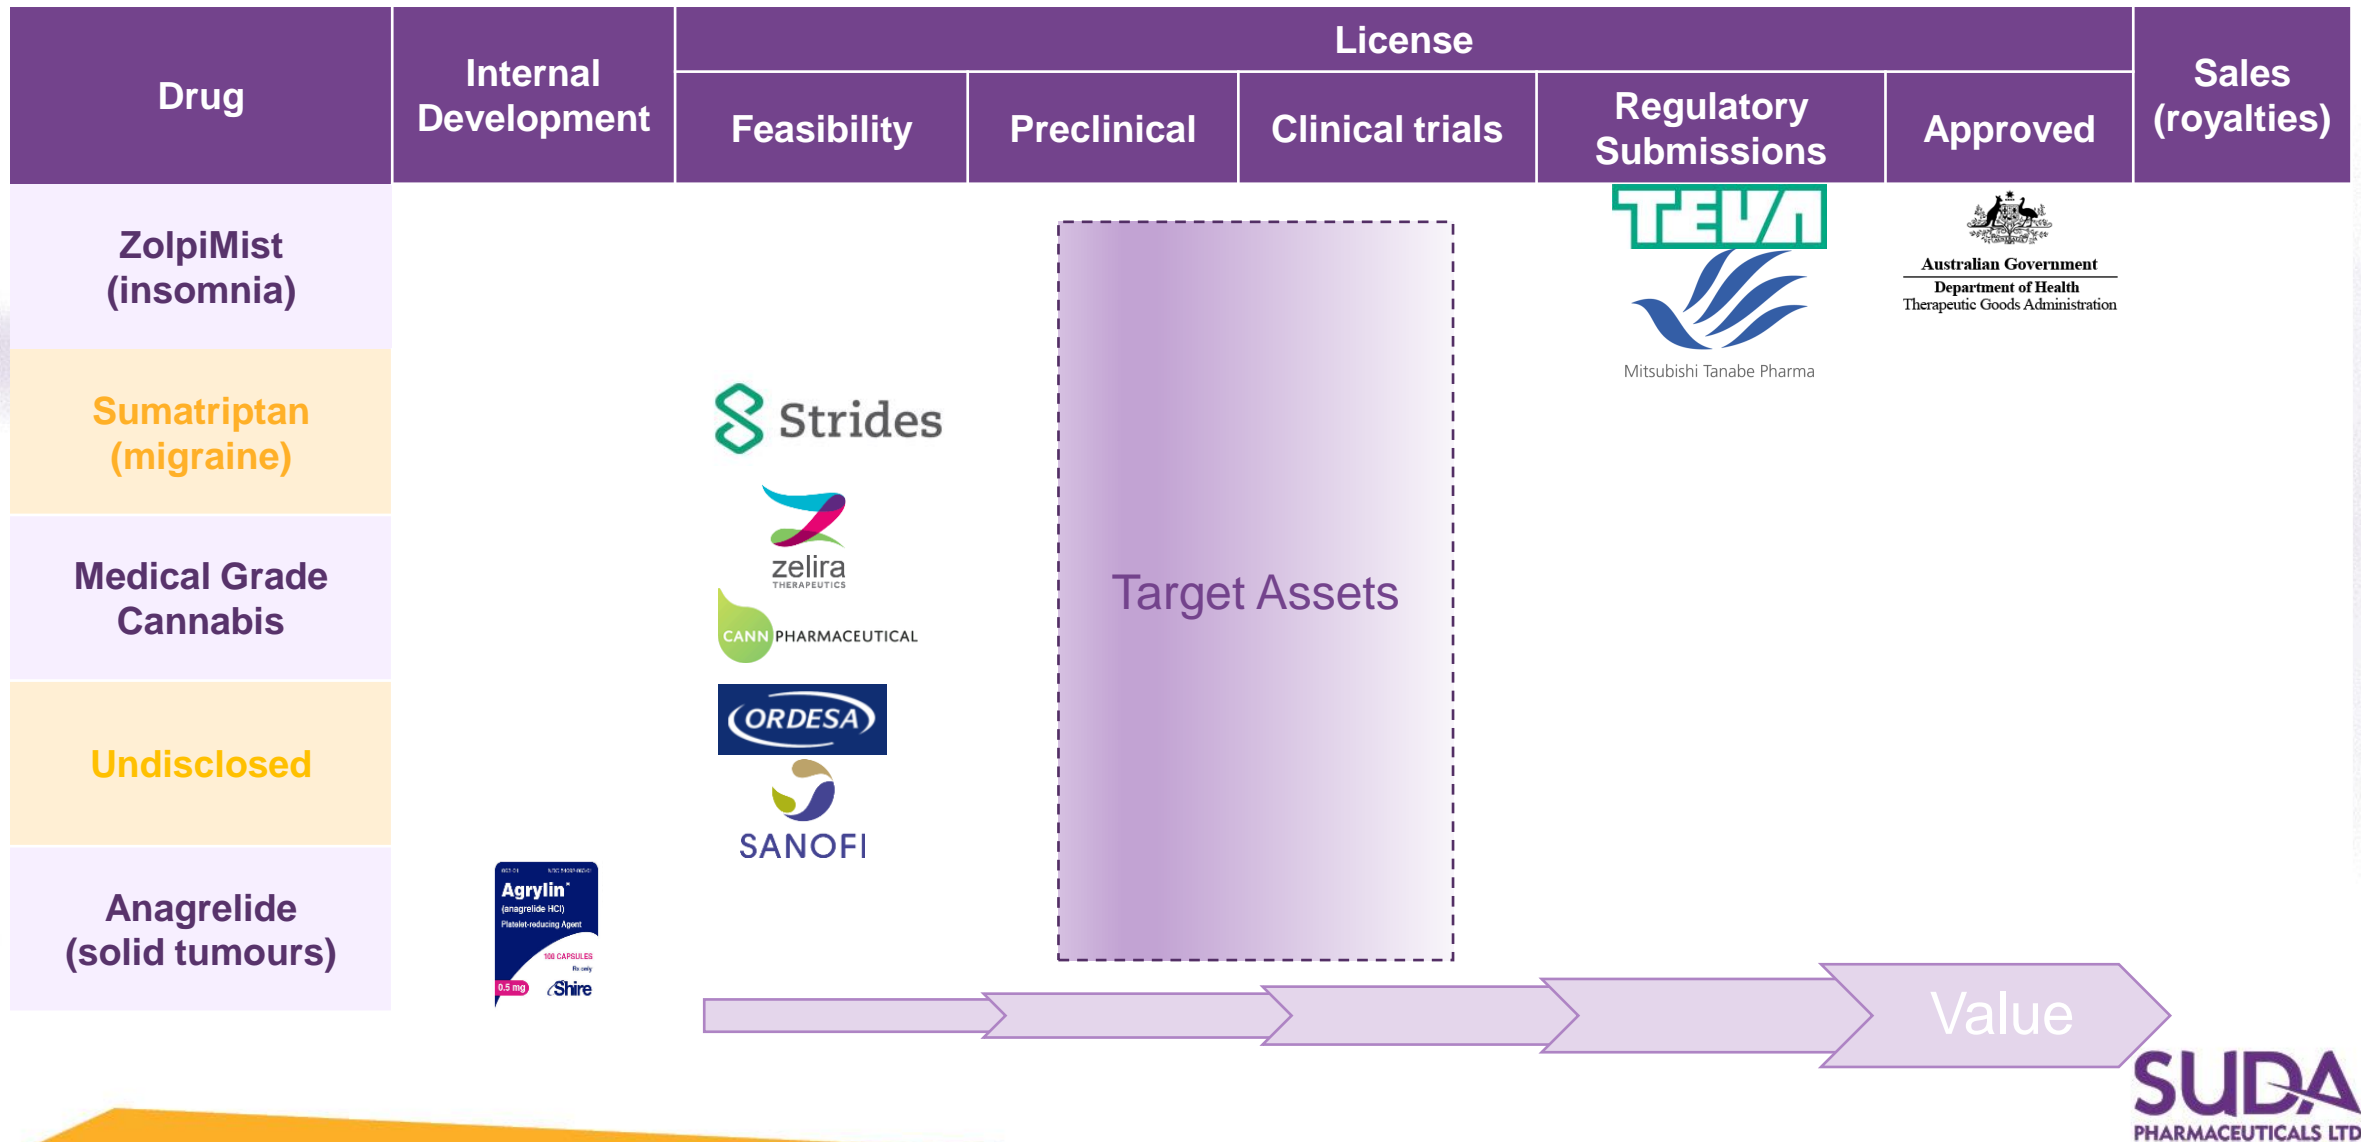 Drug
Internal
Development
License
Feasibility
Preclinical
Clinical trials
Regulatory
Submissions
Approved
Sales
(royalties)
ZolpiMist
(insomnia)
TEVA
Mitsubishi Tanabe Pharma
Australian Government
Department of Health
Therapeutic Goods Administration
Sumatriptan
(migraine)
Strides
Medical Grade
Cannabis
zelira
THERAPEUTICS
CANN PHARMACEUTICAL
Target Assets
Undisclosed
ORDESA
SANOFI
Anagrelide
(solid tumours)
Agrylin
(anagrelide HCl)
Platelet-reducing Agent
100 CAPSULES
Rx only
0.5 mg
Shire
Value
SUDA
PHARMACEUTICALS LTD